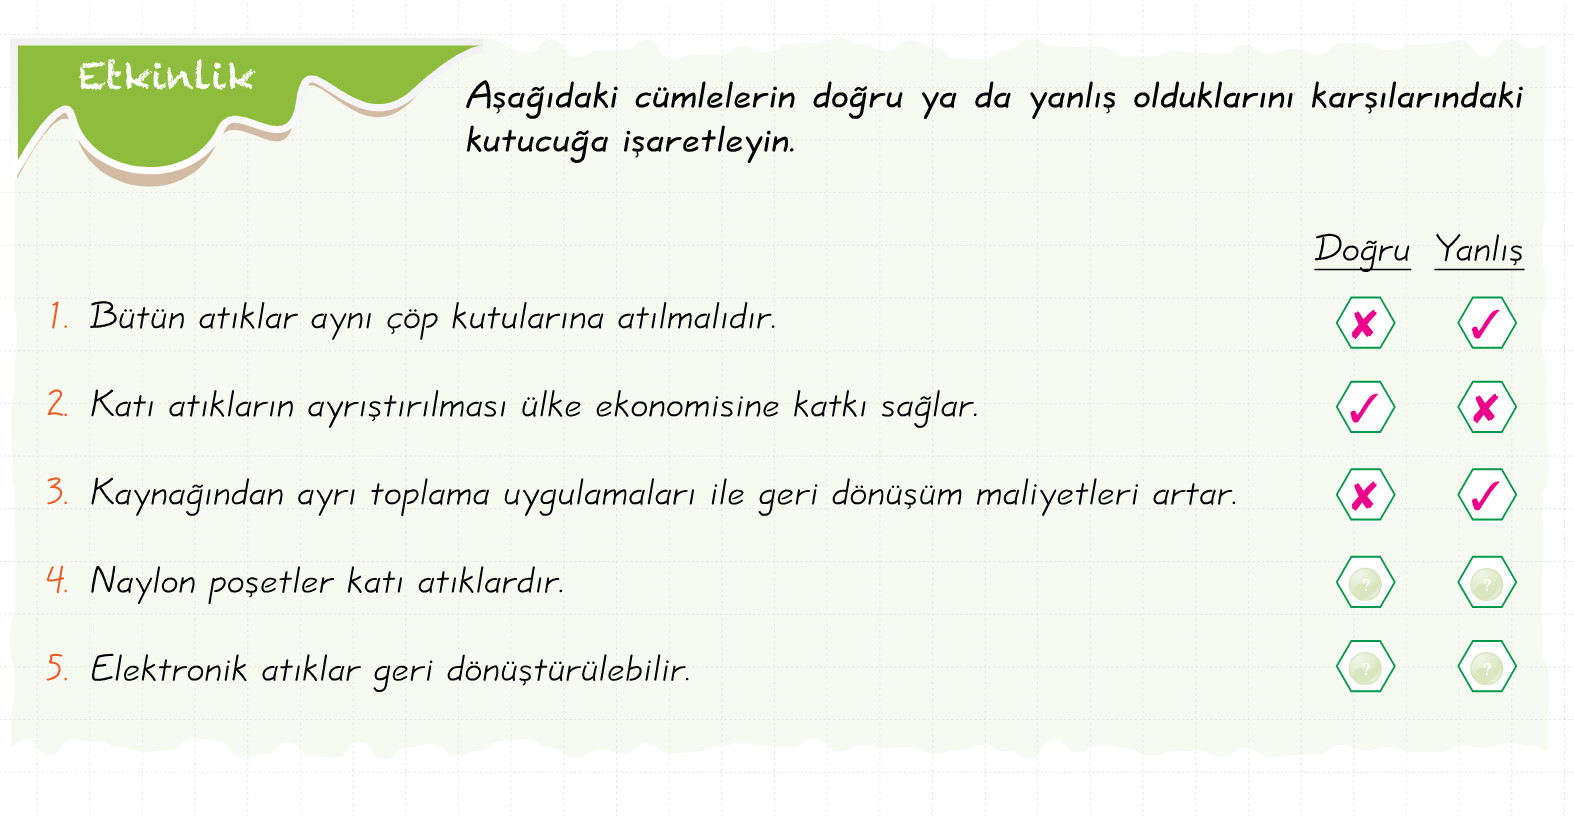 Etkinlik
Aşağıdaki cümlelerin doğru ya da yanlış olduklarını karşılarındaki
kutucuğa işaretleyin.
Doğru Yanlış
1. Bütün atıklar aynı çöp kutularına atılmalıdır. ✘ ✓
2. Katı atıkların ayrıştırılması ülke ekonomisine katkı sağlar. ✓ ✘
3. Kaynağından ayrı toplama uygulamaları ile geri dönüşüm maliyetleri artar. ✘ ✓
4. Naylon poşetler katı atıklardır. ? ?
5. Elektronik atıklar geri dönüştürülebilir. ? ?